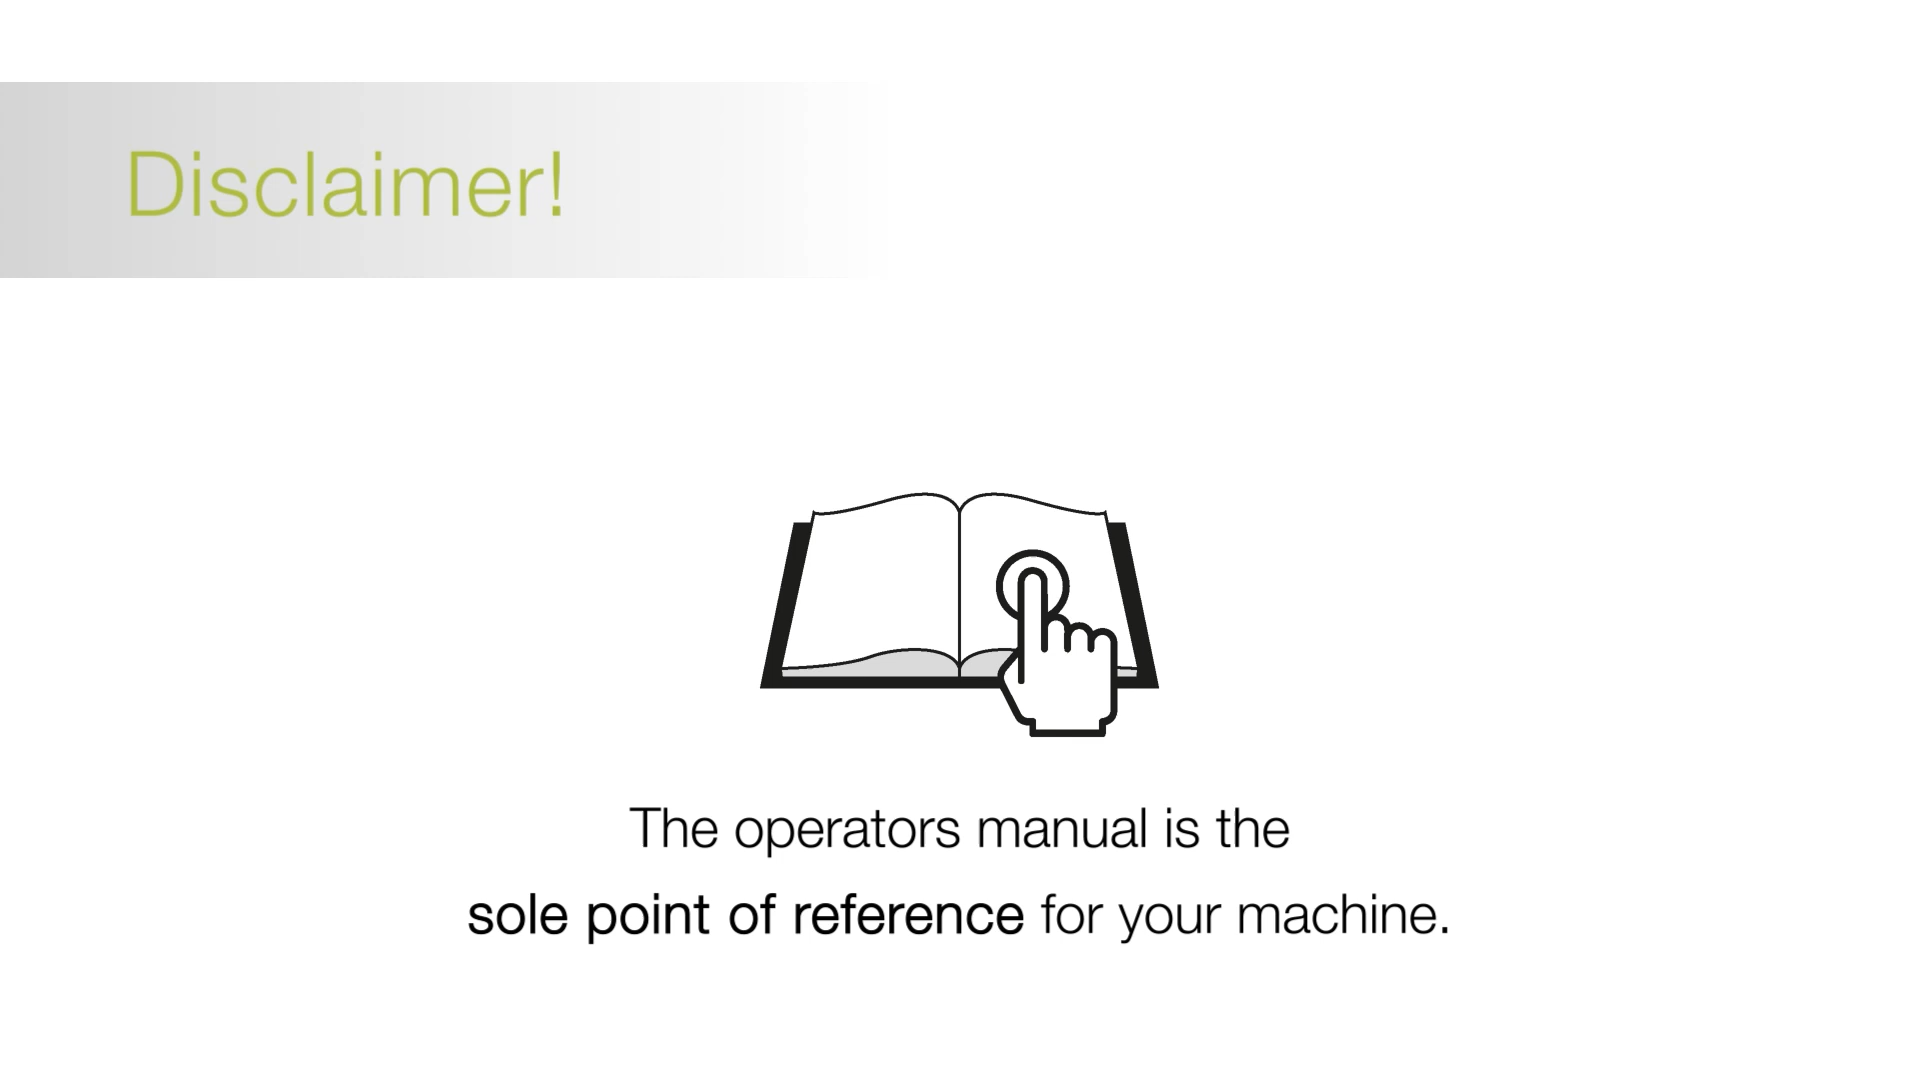 Disclaimer!
The operators manual is the
sole point of reference for your machine.